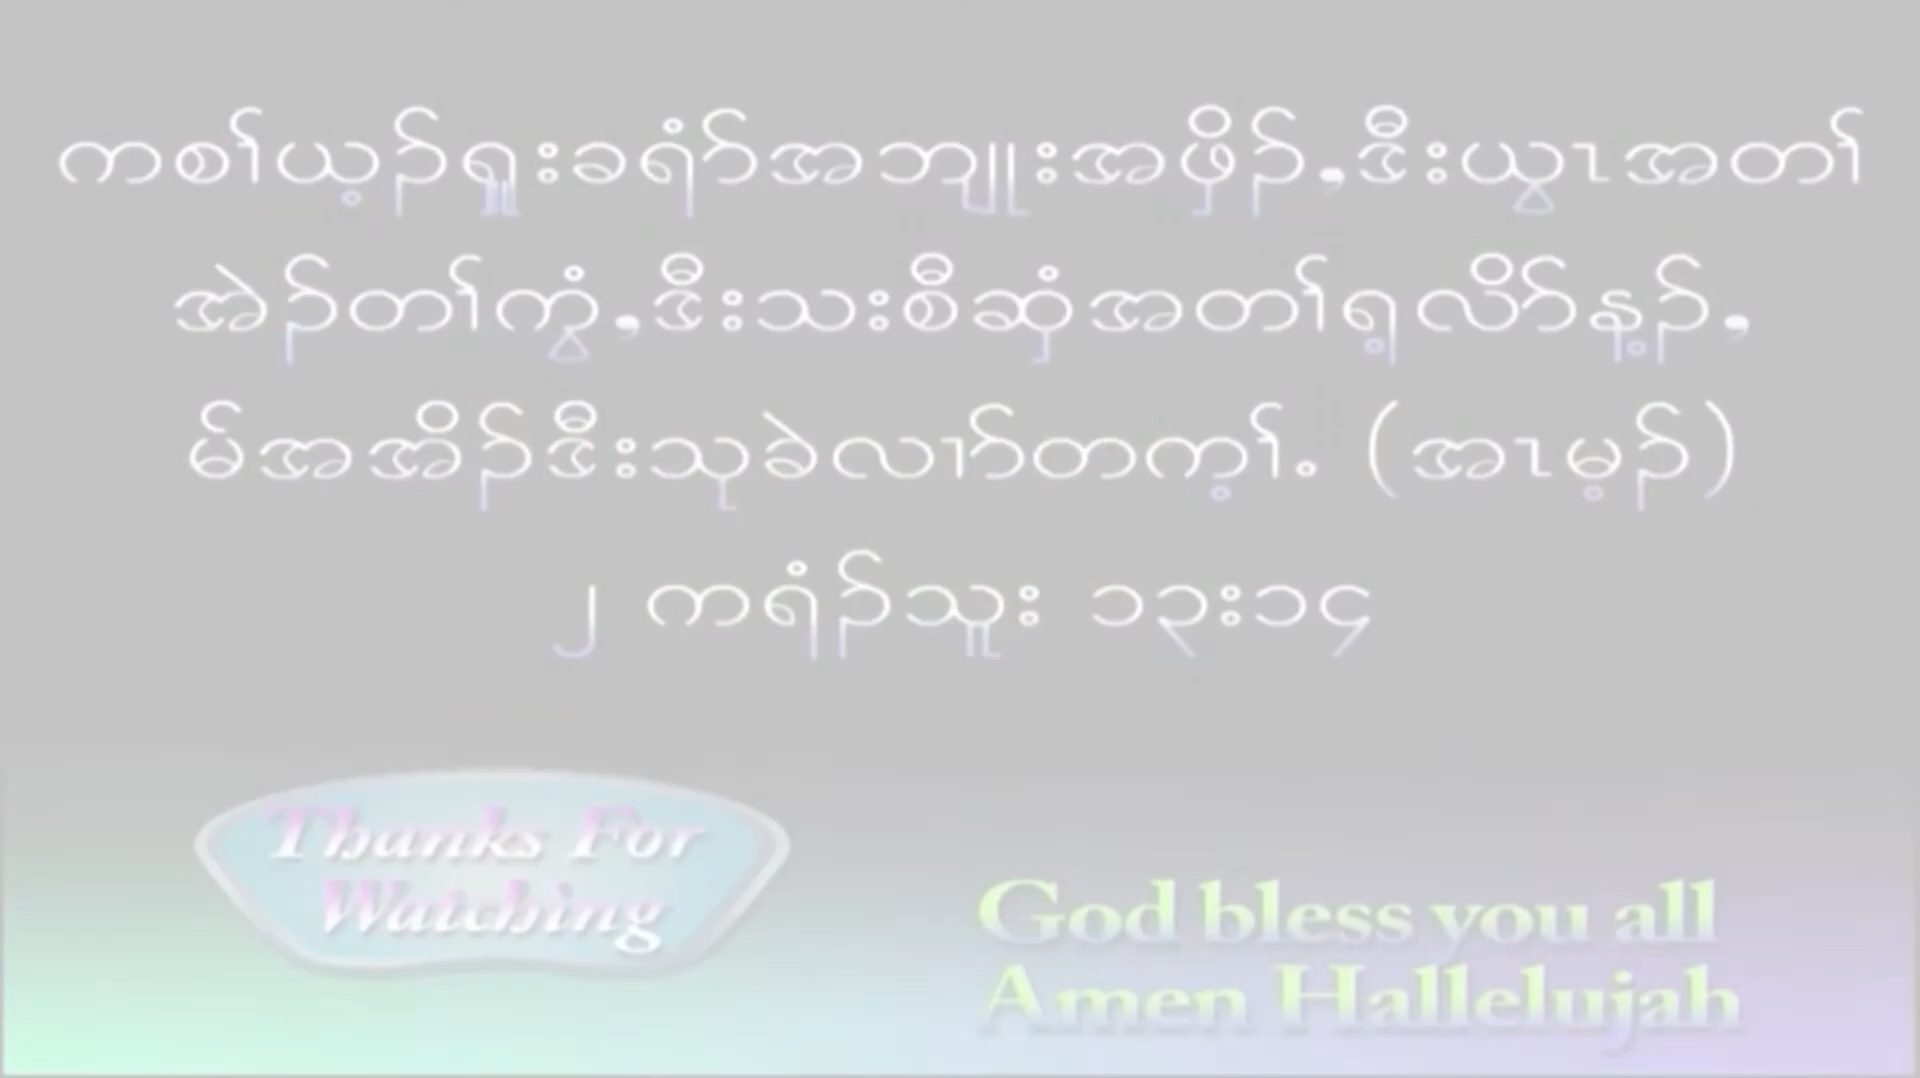 ကစၢ်ယ့ၣ်ရှူးခရံာ်အဘျုးအဖှိၣ်,ဒီးယွၤအတၢ်
အဲၣ်တၢ်ကွံ,ဒီးသးစီဆှံအတၢ်ရ့လိာ်န့ၣ်,
မ်အအိၣ်ဒီးသုခဲလၢာ်တက့ၢ်. (အၤမ့ၣ်)
၂ ကရံၣ်သူး ၁၃း၁၄
Thanks For
Watching
God bless you all
Amen Hallelujah